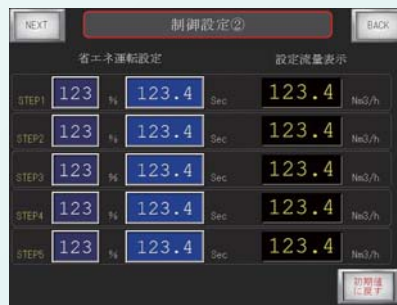 NEXT 制御設定② BACK
省エネ運転設定 設定流量表示
STEP1 123 % 123.4 Sec 123.4 Nm3/h
STEP2 123 % 123.4 Sec 123.4 Nm3/h
STEP3 123 % 123.4 Sec 123.4 Nm3/h
STEP4 123 % 123.4 Sec 123.4 Nm3/h
STEP5 123 % 123.4 Sec 123.4 Nm3/h
初期値
に戻す